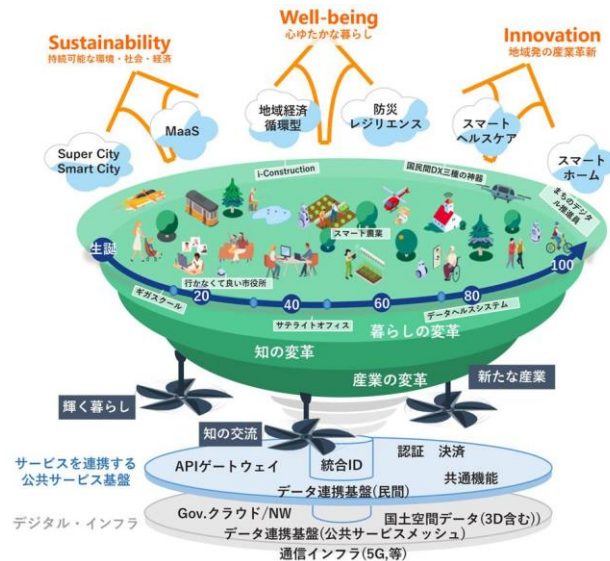 Sustainability
持続可能な環境・社会・経済
Well-being
心ゆたかな暮らし
Innovation
地域発の産業革新
Super City
Smart City
MaaS
地域経済
循環型
防災
レジリエンス
スマート
ヘルスケア
スマート
ホーム
i-Construction
国民間DX三種の神器
まちのデジタル推進員
スマート農業
生誕
行かなくて良い市役所
ギガスクール
20
40
60
80
100
サテライトオフィス
データヘルスシステム
暮らしの変革
知の変革
産業の変革
新たな産業
輝く暮らし
知の交流
サービスを連携する
公共サービス基盤
APIゲートウェイ
統合ID
認証 決済
共通機能
データ連携基盤(民間)
デジタル・インフラ
Gov.クラウド/NW
国土空間データ(3D含む))
データ連携基盤(公共サービスメッシュ)
通信インフラ(5G,等)